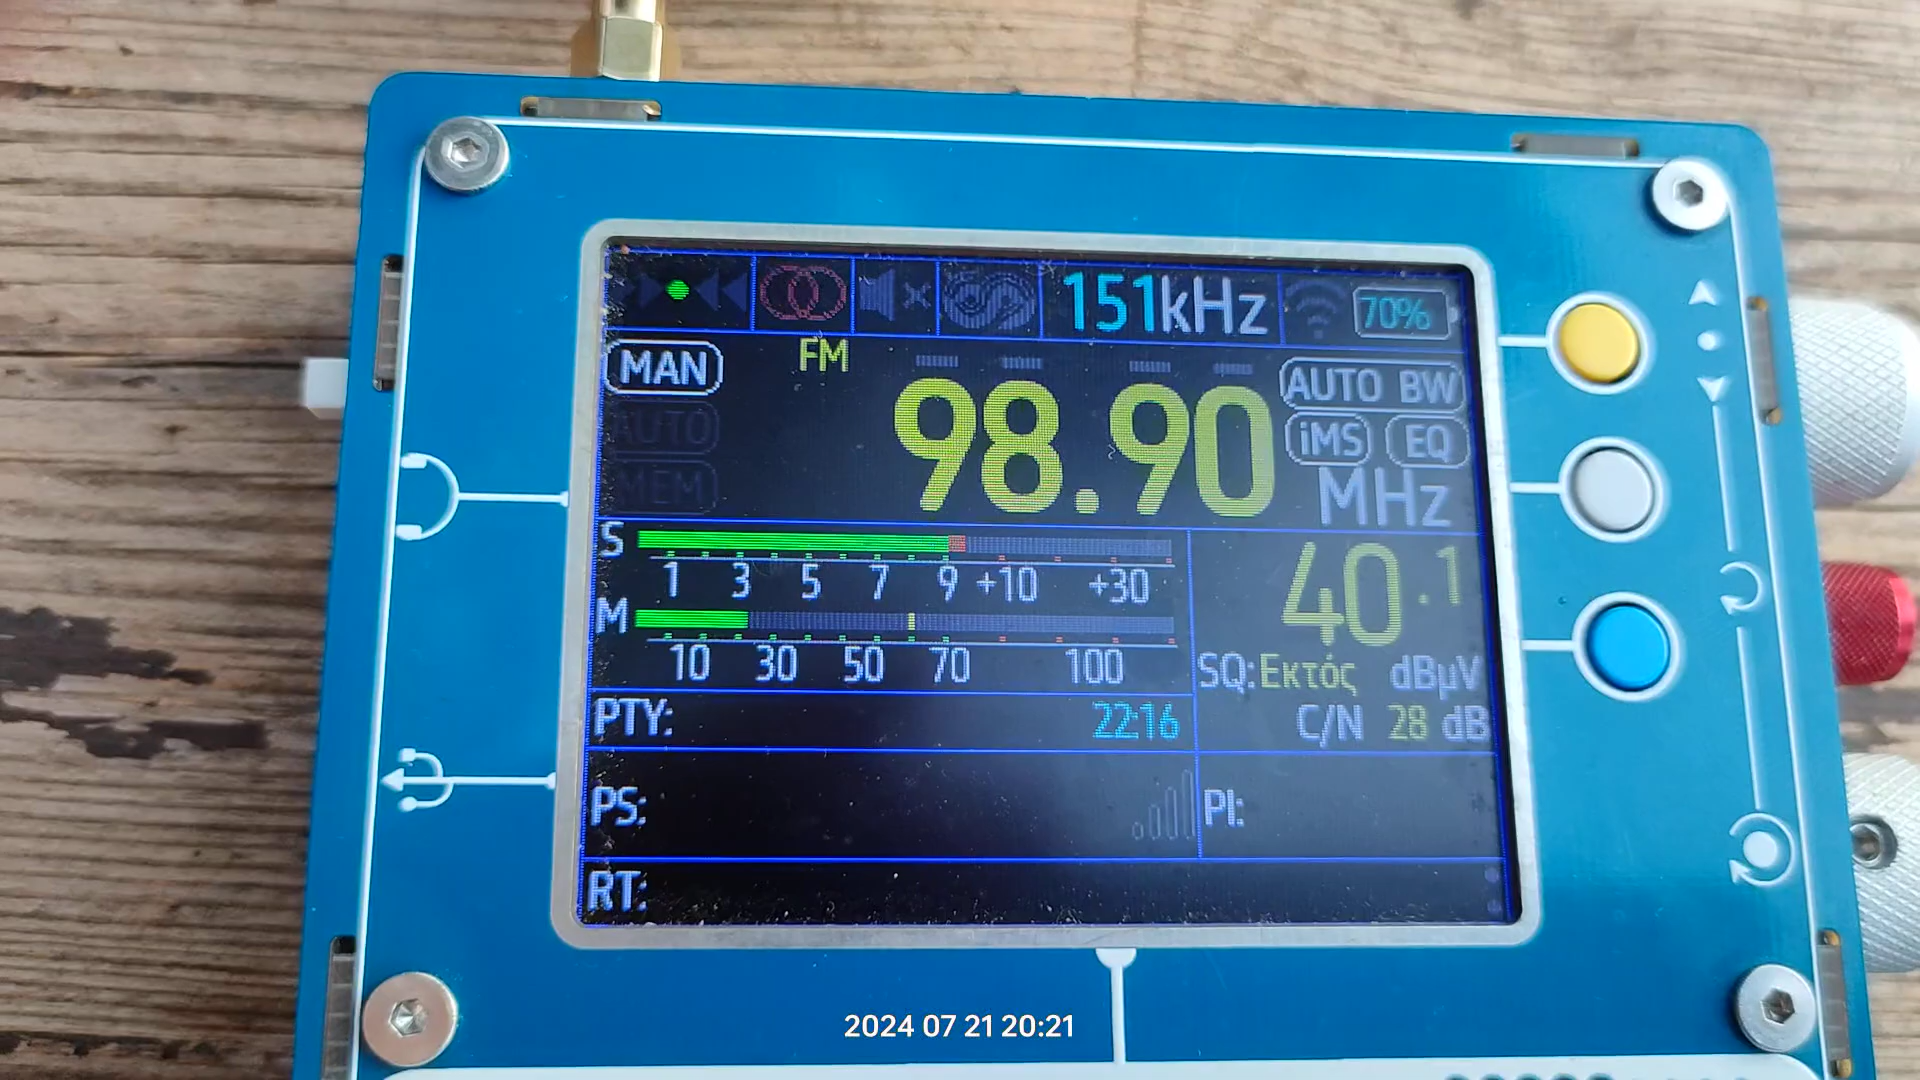 151kHz 70%
MAN FM AUTO BW
AUTO 98.90 iMS EQ
MEM MHz
S
1 3 5 7 9 +10 +30 40.1
M
10 30 50 70 100 SQ:Εκτός dBµV
PTY: 22:16 C/N 28 dB
PS: PI:
RT:
2024 07 21 20:21